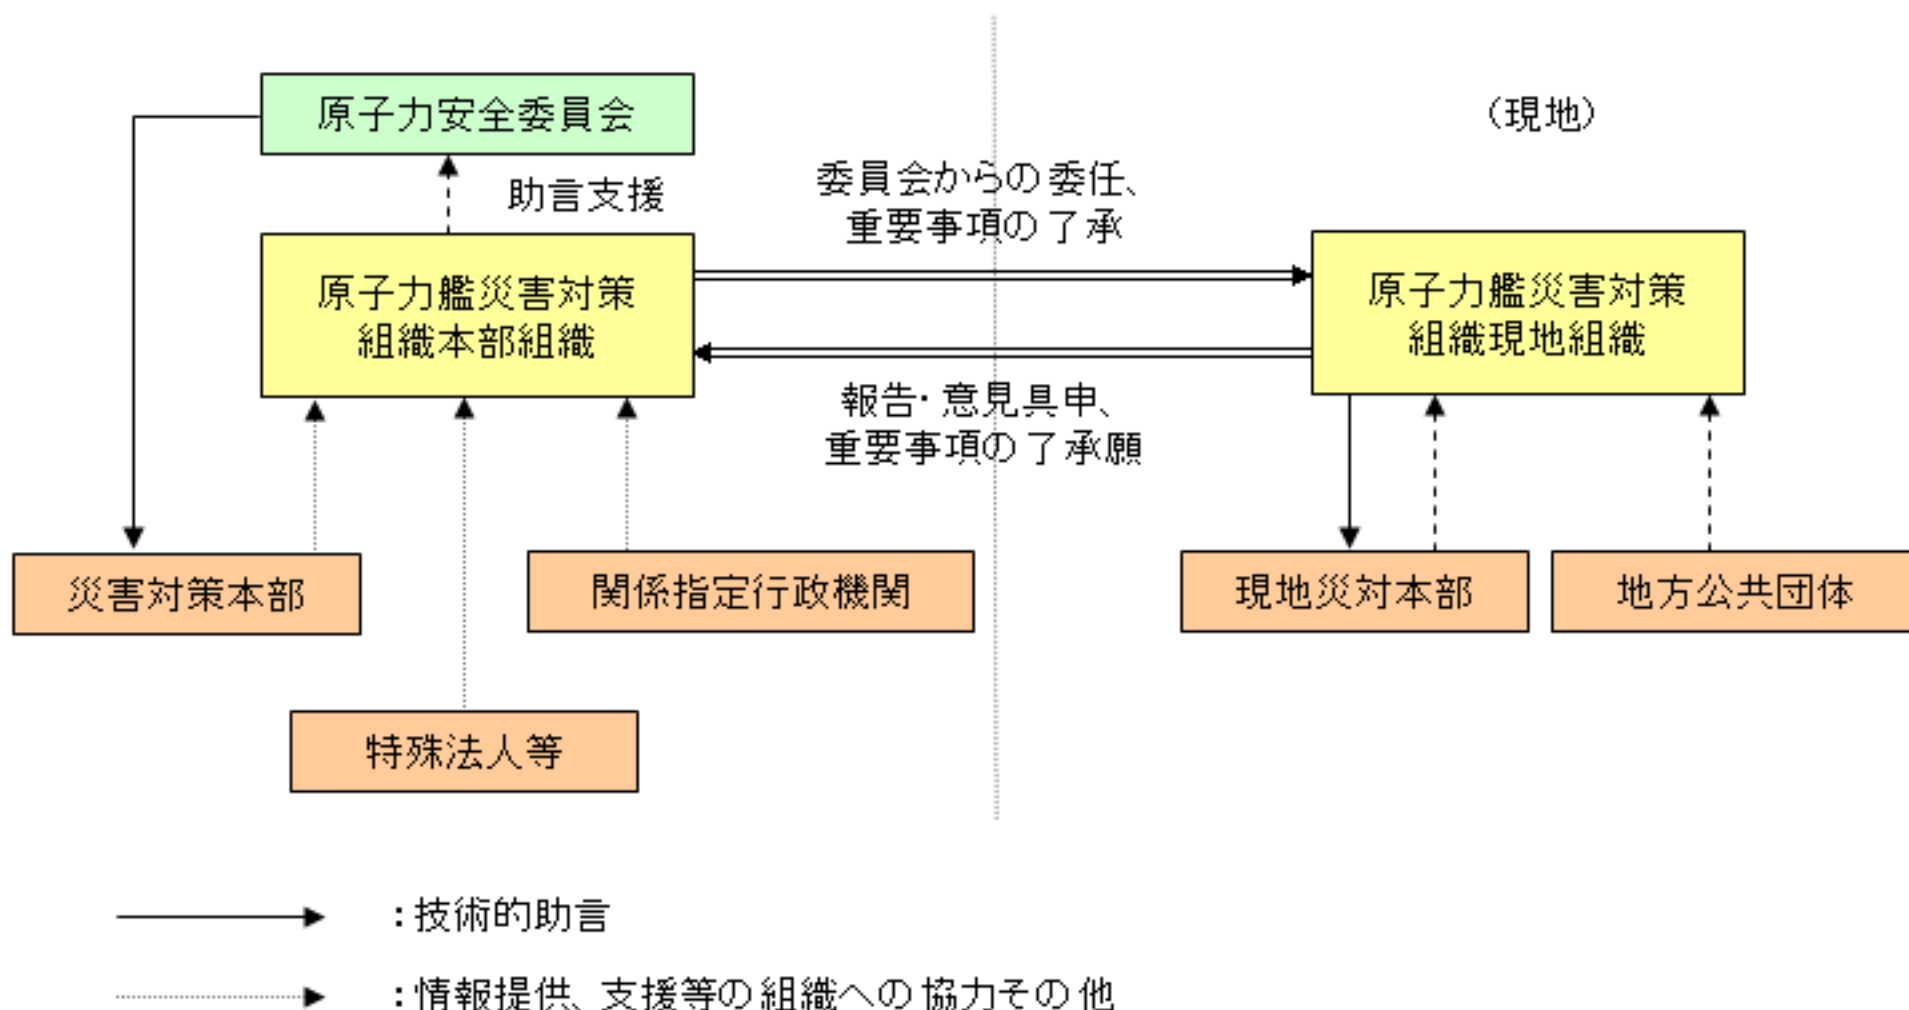 原子力安全委員会
(現地)
助言支援
委員会からの委任、
重要事項の了承
原子力艦災害対策
組織本部組織
原子力艦災害対策
組織現地組織
報告・意見具申、
重要事項の了承願
災害対策本部
関係指定行政機関
現地災対本部
地方公共団体
特殊法人等
:技術的助言
:情報提供、支援等の組織への協力その他